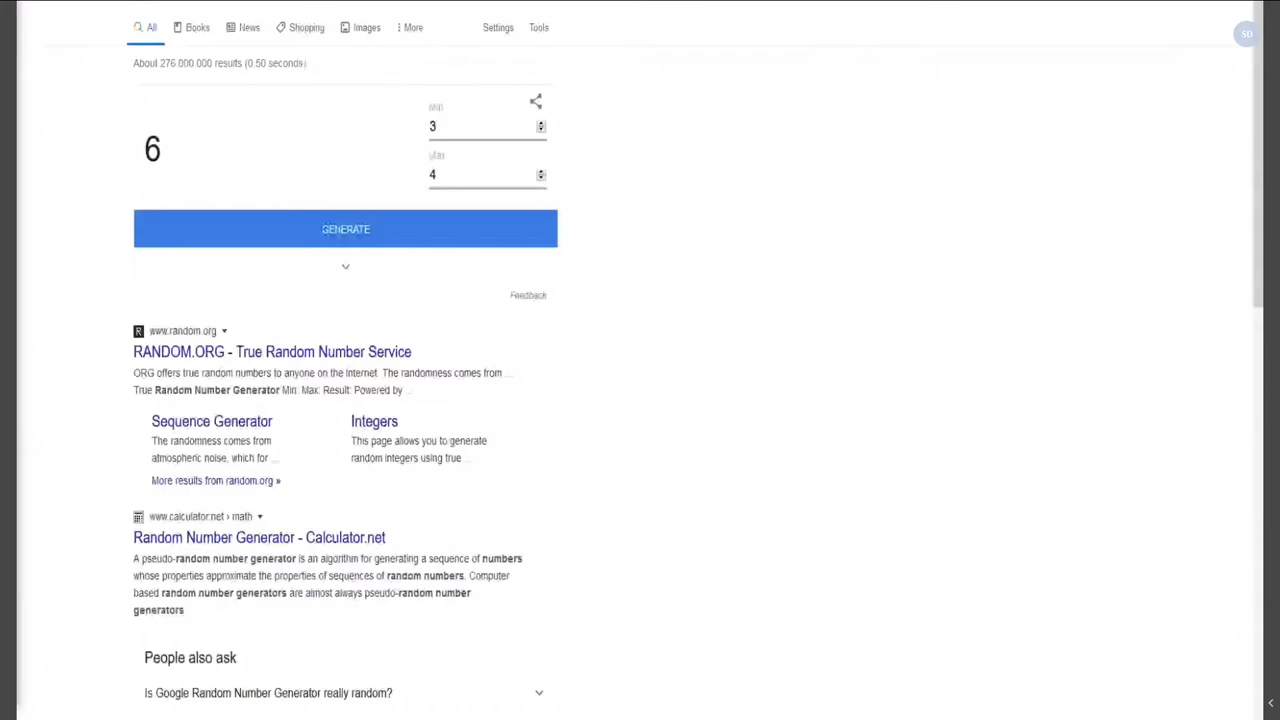 All Books News Shopping Images More Settings Tools
SD
About 276 000 000 results (0.50 seconds)
Min
3
6
Max
4
GENERATE
Feedback
R www.random.org
RANDOM.ORG - True Random Number Service
ORG offers true random numbers to anyone on the Internet. The randomness comes from ...
True Random Number Generator Min: Max: Result: Powered by ...
Sequence Generator
The randomness comes from
atmospheric noise, which for ...
Integers
This page allows you to generate
random integers using true ...
More results from random.org »
www.calculator.net › math
Random Number Generator - Calculator.net
A pseudo-random number generator is an algorithm for generating a sequence of numbers
whose properties approximate the properties of sequences of random numbers. Computer
based random number generators are almost always pseudo-random number
generators
People also ask
Is Google Random Number Generator really random?